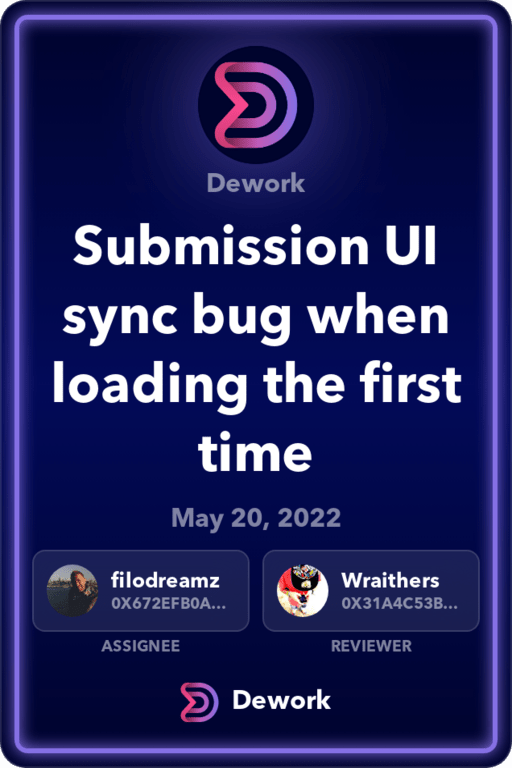 Dework
Submission UI
sync bug when
loading the first
time
May 20, 2022
filodreamz
0X672EFB0A...
ASSIGNEE
Wraithers
0X31A4C53B...
REVIEWER
Dework